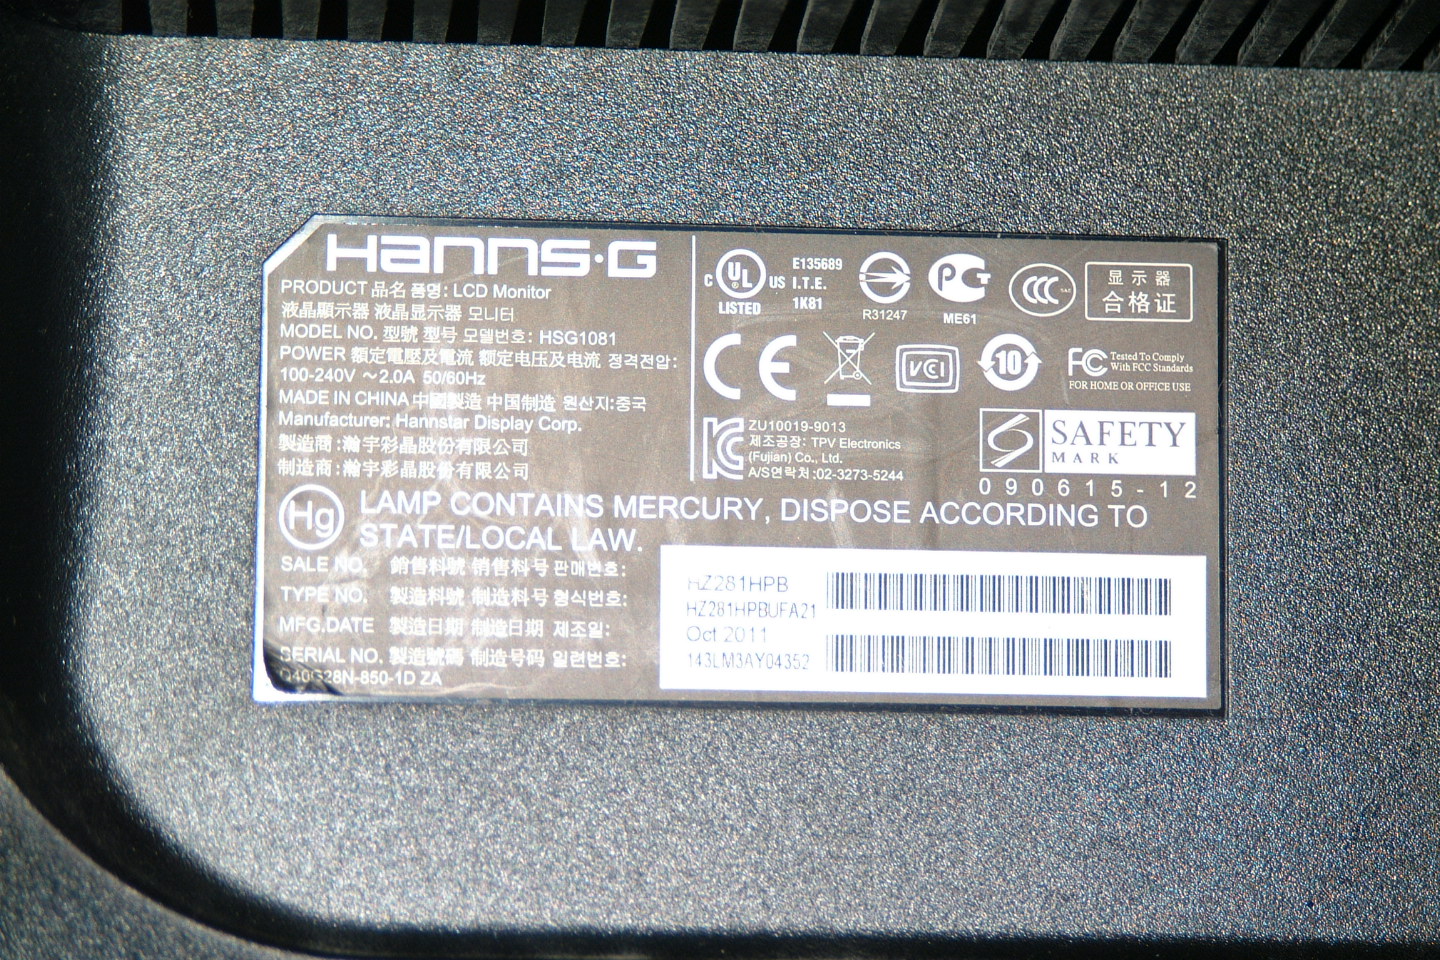 HANNS·G
PRODUCT 品名 품명: LCD Monitor
液晶顯示器 液晶显示器 모니터
MODEL NO. 型號 型号 모델번호: HSG1081
POWER 額定電壓及電流 额定电压及电流 정격전압:
100-240V ～2.0A 50/60Hz
MADE IN CHINA 中國製造 中国制造 원산지:중국
Manufacturer: Hannstar Display Corp.
製造商:瀚宇彩晶股份有限公司
制造商:瀚宇彩晶股份有限公司
C UL US
LISTED
E135689
I.T.E.
1K81
R31247
PCT
ME61
CCC
显示器
合格证
CE
VCCI
10
FC Tested To Comply
With FCC Standards
FOR HOME OR OFFICE USE
KC
ZU10019-9013
제조공장: TPV Electronics
(Fujian) Co., Ltd.
A/S연락처:02-3273-5244
SAFETY
MARK
090615-12
Hg LAMP CONTAINS MERCURY, DISPOSE ACCORDING TO
STATE/LOCAL LAW.
SALE NO. 銷售料號 销售料号 판매번호: HZ281HPB
TYPE NO. 製造料號 制造料号 형식번호: HZ281HPBUFA21
MFG.DATE 製造日期 制造日期 제조일: Oct 2011
SERIAL NO. 製造號碼 制造号码 일련번호: 143LM3AY04352
Q40G28N-850-1D ZA